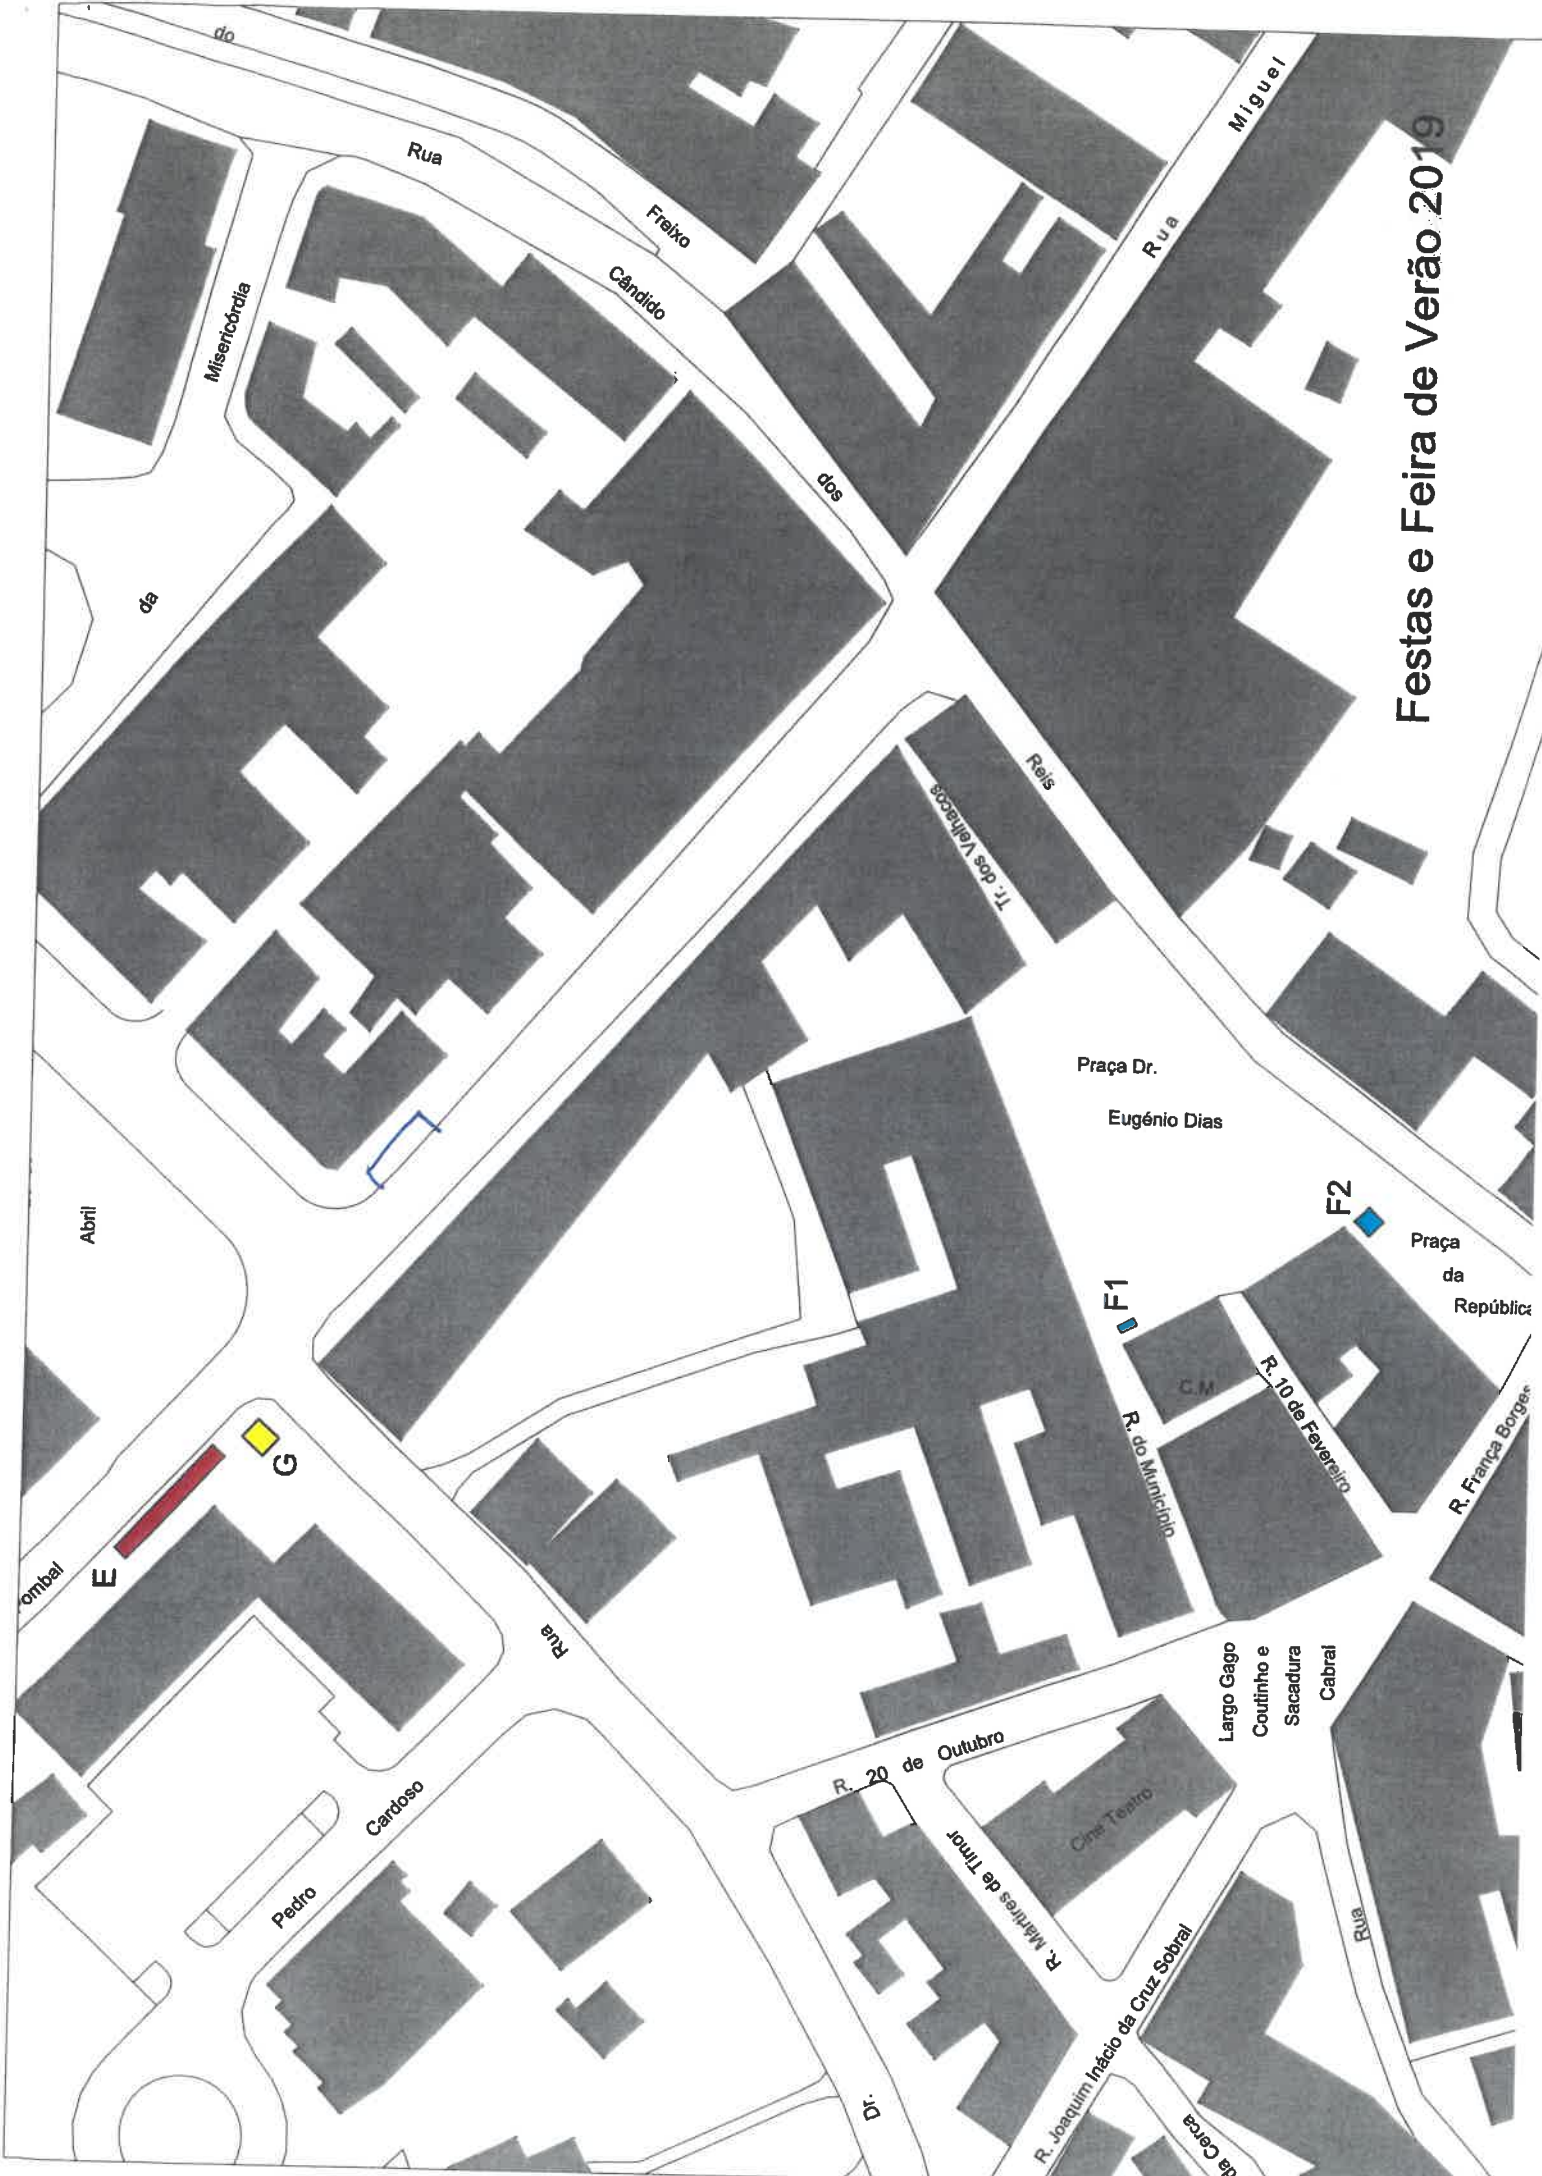 do
Rua
Freixo
Cândido
dos
Reis
Misericórdia
da
Miguel
Rua
Festas e Feira de Verão 2019
Tr. dos Velhacos
Praça Dr.
Eugénio Dias
Abril
F2
Praça
da
República
F1
C.M.
R. 10 de Fevereiro
R. do Município
R. França Borges
G
E
Pombal
Rua
Largo Gago
Coutinho e
Sacadura
Cabral
R. 20 de Outubro
Cine Teatro
R. Mártires de Timor
Cardoso
Pedro
R. Joaquim Inácio da Cruz Sobral
Rua
Dr.
da Cerca